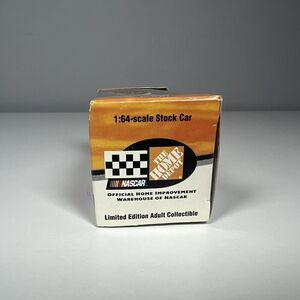 1:64-scale Stock Car
THE
HOME
DEPOT
NASCAR
OFFICIAL HOME IMPROVEMENT
WAREHOUSE OF NASCAR
Limited Edition Adult Collectible